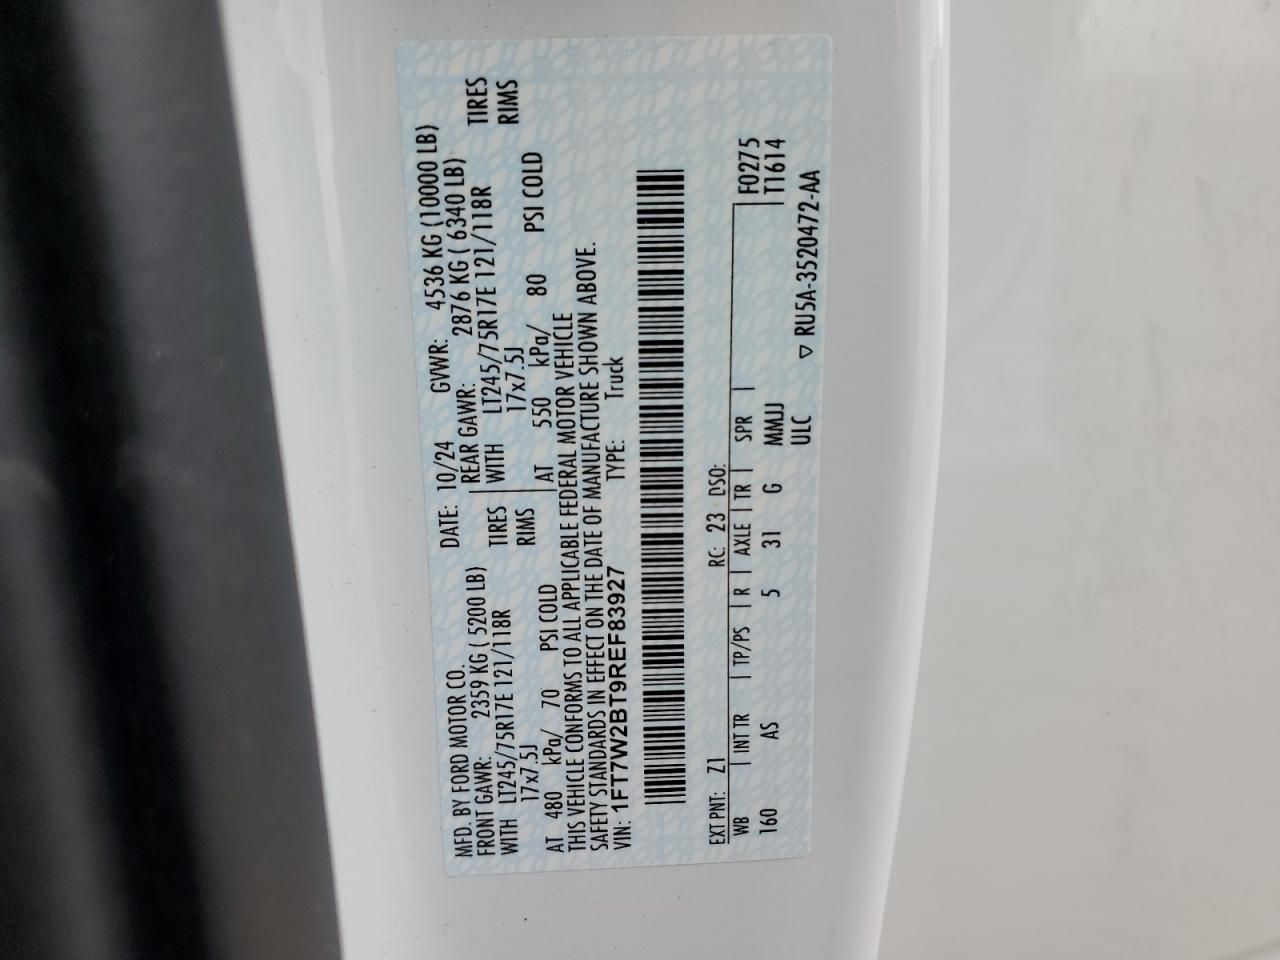 MFD. BY FORD MOTOR CO. DATE: 10/24 GVWR: 4536 KG (10000 LB)
FRONT GAWR: 2359 KG ( 5200 LB) REAR GAWR: 2876 KG ( 6340 LB)
WITH LT245/75R17E 121/118R TIRES WITH LT245/75R17E 121/118R TIRES
17x7.5J RIMS 17x7.5J RIMS
AT 480 kPa/ 70 PSI COLD AT 550 kPa/ 80 PSI COLD
THIS VEHICLE CONFORMS TO ALL APPLICABLE FEDERAL MOTOR VEHICLE
SAFETY STANDARDS IN EFFECT ON THE DATE OF MANUFACTURE SHOWN ABOVE.
VIN: 1FT7W2BT9REF83927 TYPE: Truck
EXT PNT: Z1 RC: 23 DSO: F0275
WB INT TR TP/PS R AXLE TR SPR T1614
160 AS 5 31 G MMJJ
ULC ▽ RU5A-3520472-AA